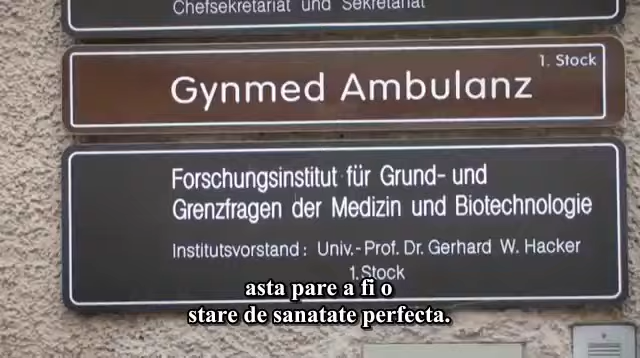 Chefsekretariat und Sekretariat
1. Stock
Gynmed Ambulanz
Forschungsinstitut für Grund- und
Grenzfragen der Medizin und Biotechnologie
Institutsvorstand: Univ.-Prof. Dr. Gerhard W. Hacker
1.Stock
asta pare a fi o
stare de sanatate perfecta.